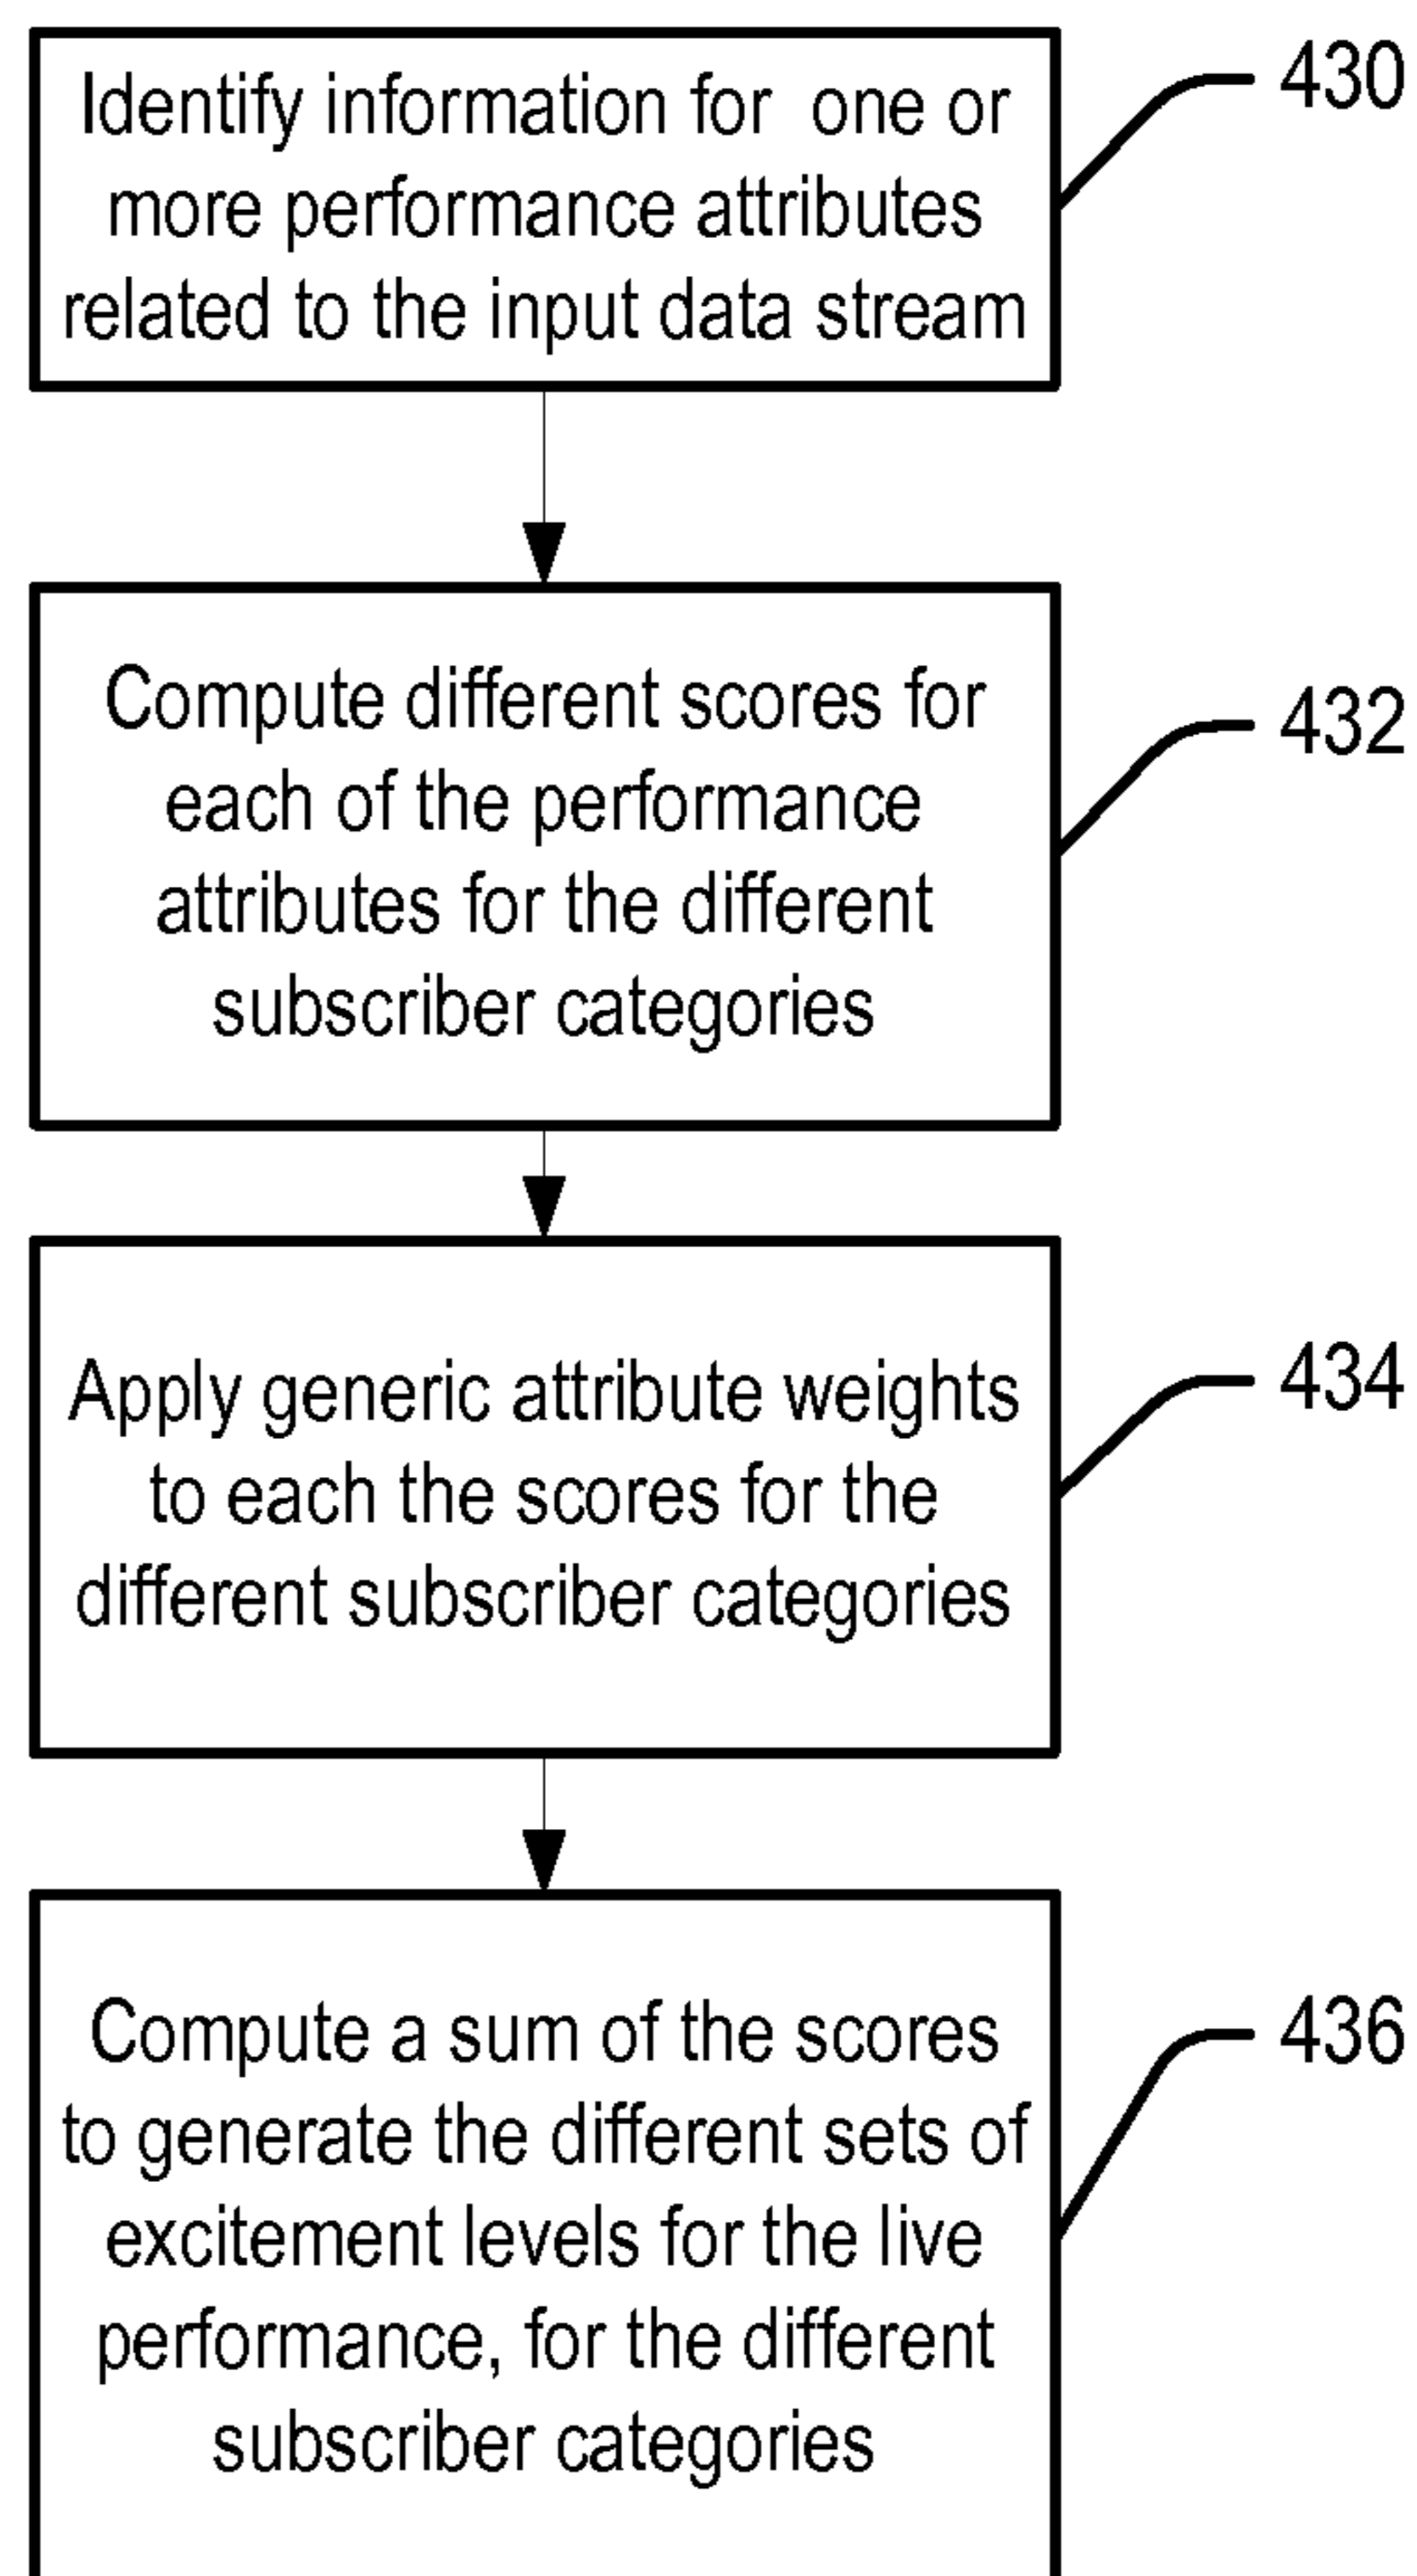 Identify information for one or
more performance attributes
related to the input data stream
430
Compute different scores for
each of the performance
attributes for the different
subscriber categories
432
Apply generic attribute weights
to each the scores for the
different subscriber categories
434
Compute a sum of the scores
to generate the different sets of
excitement levels for the live
performance, for the different
subscriber categories
436